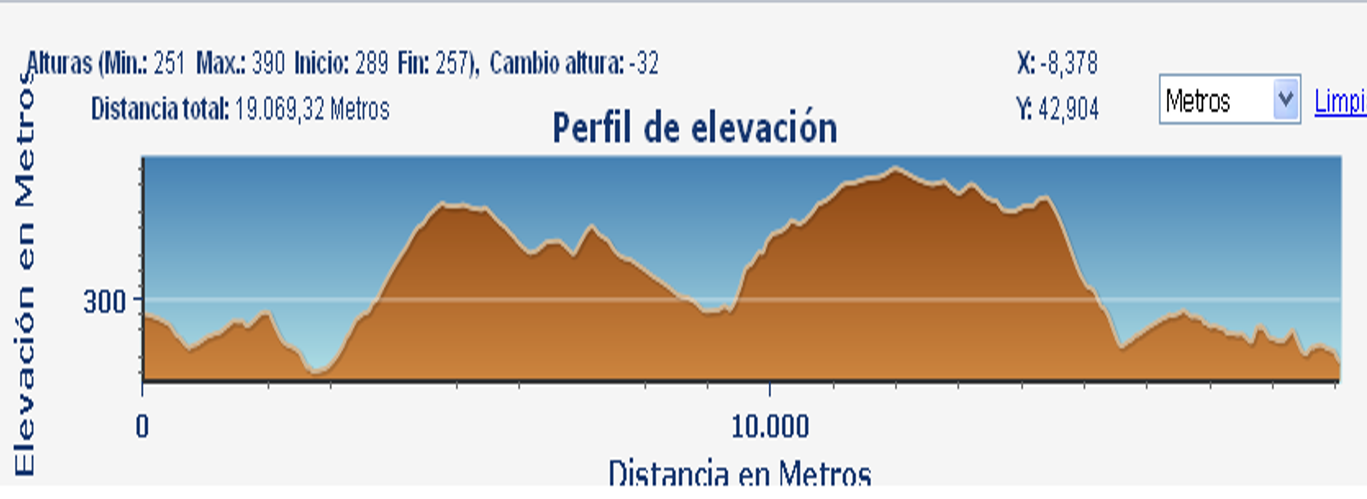 Alturas (Min.: 251 Max.: 390 Inicio: 289 Fin: 257), Cambio altura: -32
Distancia total: 19.069,32 Metros
X: -8,378
Y: 42,904
Metros
Limpi
Perfil de elevación
Elevación en Metros
300
0
10.000
Distancia en Metros